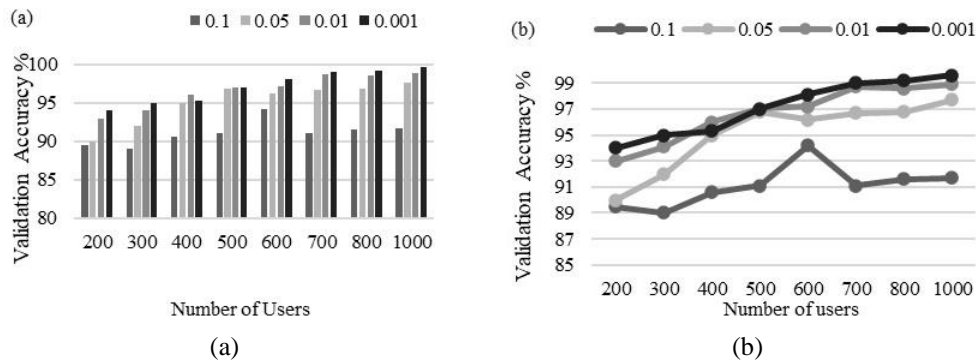 (a)
0.1 0.05 0.01 0.001
Validation Accuracy %
100
95
90
85
80
200 300 400 500 600 700 800 1000
Number of Users
(a)
(b)
0.1 0.05 0.01 0.001
Validation Accuracy %
99
97
95
93
91
89
87
85
200 300 400 500 600 700 800 1000
Number of users
(b)